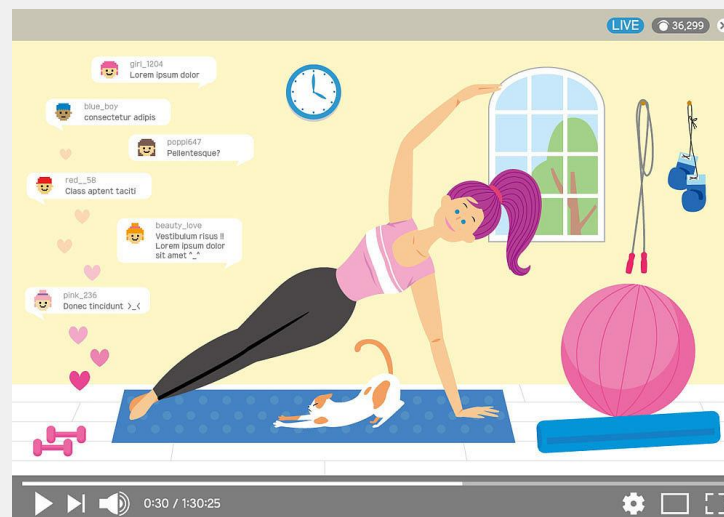 LIVE 36,299
girl_1204
Lorem ipsum dolor
blue_boy
consectetur adipis
poppi647
Pellentesque?
red__58
Class aptent taciti
beauty_love
Vestibulum risus !!
Lorem ipsum dolor
sit amet ^_^
pink_236
Donec tincidunt >_<
0:30 / 1:30:25